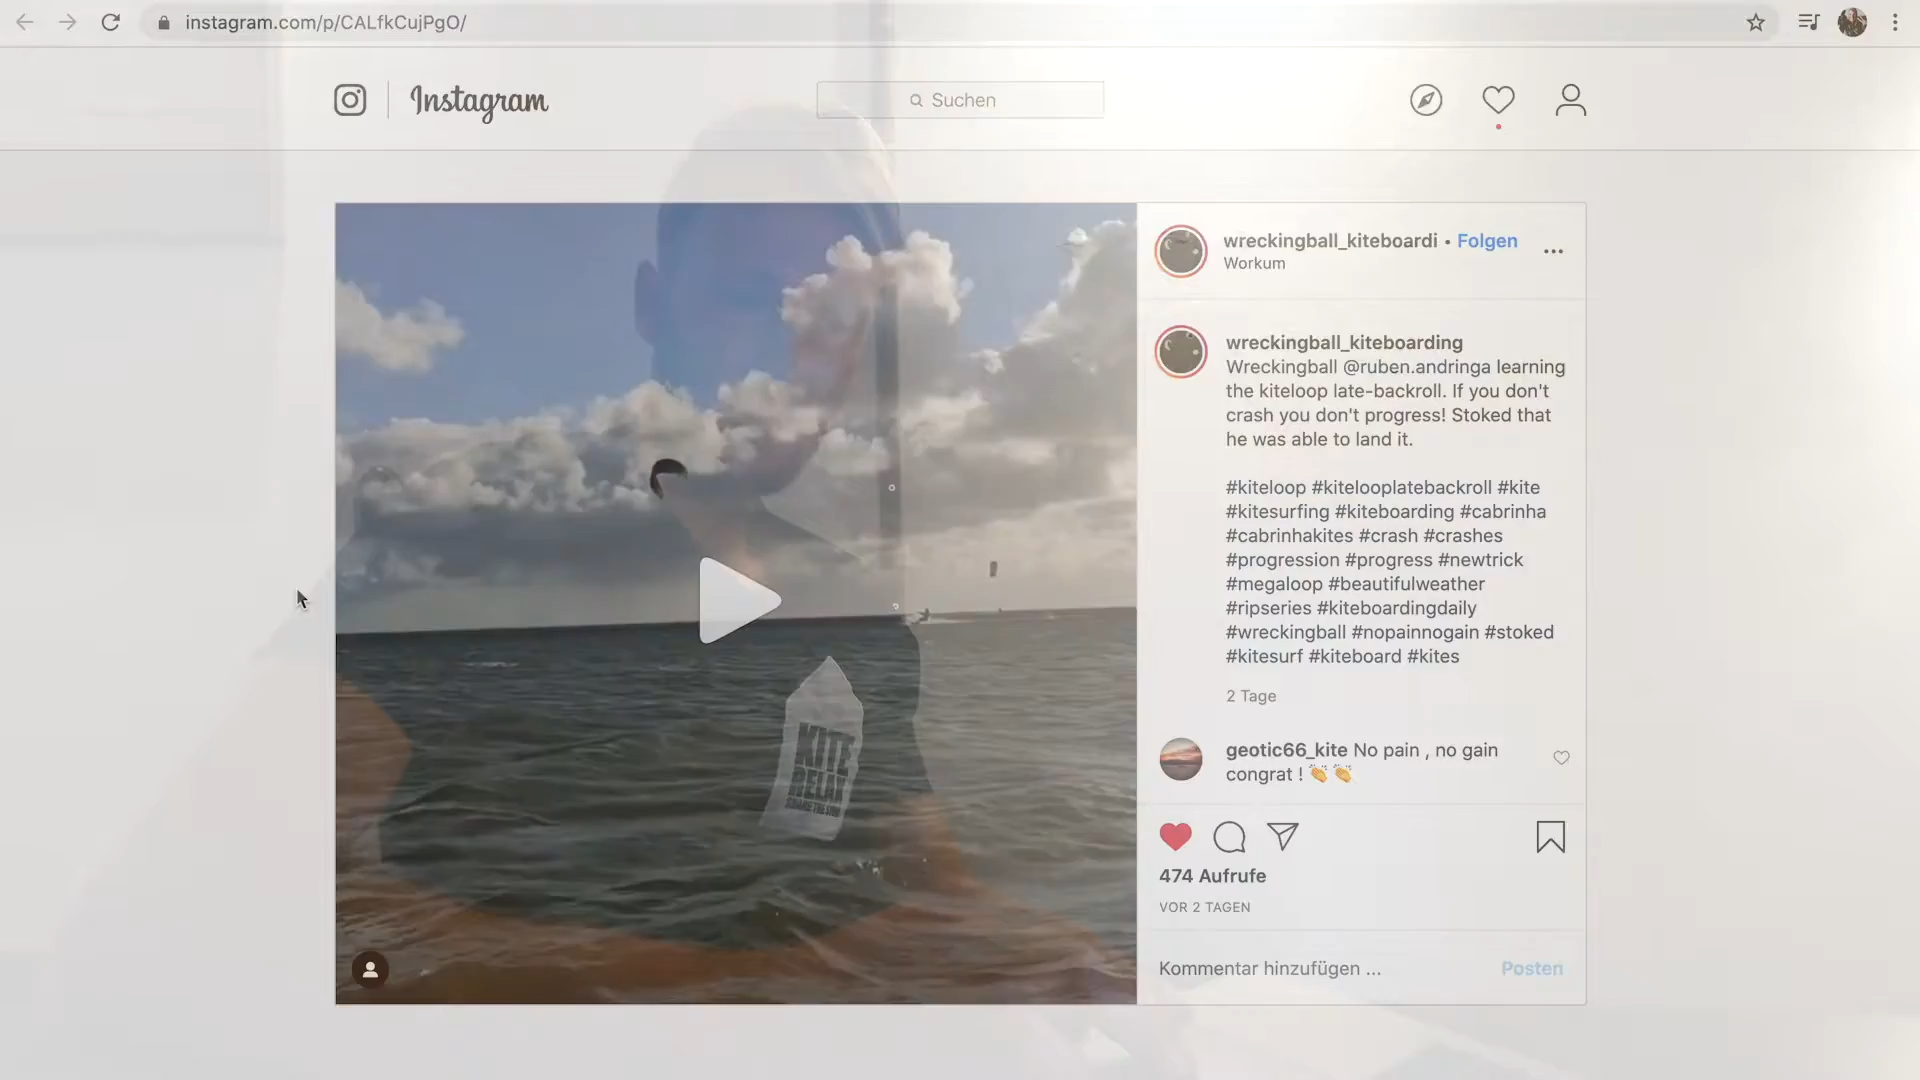 instagram.com/p/CALfkCujPgO/
Instagram
Suchen
wreckingball_kiteboardi • Folgen
Workum
wreckingball_kiteboarding
Wreckingball @ruben.andringa learning
the kiteloop late-backroll. If you don't
crash you don't progress! Stoked that
he was able to land it.
#kiteloop #kitelooplatebackroll #kite
#kitesurfing #kiteboarding #cabrinha
#cabrinhakites #crash #crashes
#progression #progress #newtrick
#megaloop #beautifulweather
#ripseries #kiteboardingdaily
#wreckingball #nopainnogain #stoked
#kitesurf #kiteboard #kites
2 Tage
geotic66_kite No pain , no gain
congrat ! 👏 👏
474 Aufrufe
VOR 2 TAGEN
Kommentar hinzufügen ...
Posten
KITE
RELAX
SHARE THE STOKE